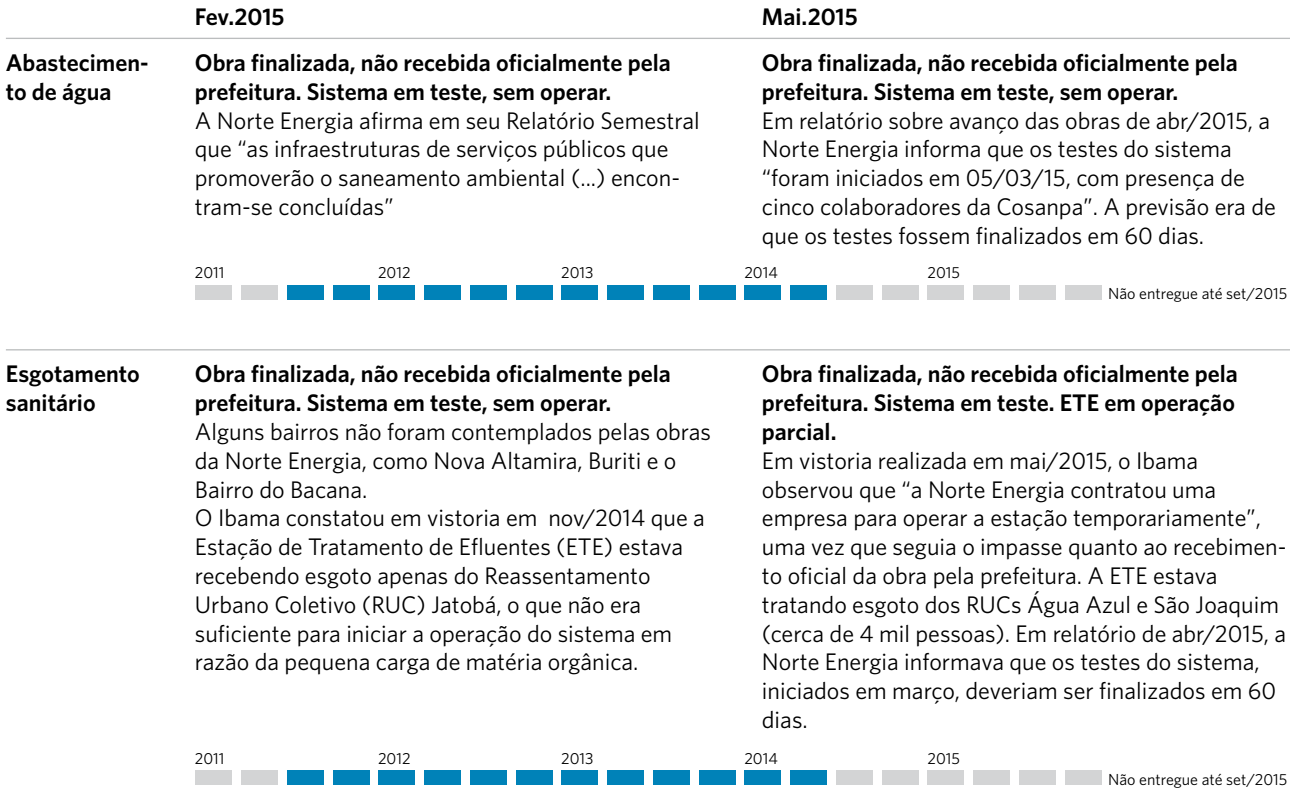 Fev.2015
Mai.2015
Abastecimen-
to de água
Obra finalizada, não recebida oficialmente pela
prefeitura. Sistema em teste, sem operar.
A Norte Energia afirma em seu Relatório Semestral
que “as infraestruturas de serviços públicos que
promoverão o saneamento ambiental (…) encon-
tram-se concluídas”
Obra finalizada, não recebida oficialmente pela
prefeitura. Sistema em teste, sem operar.
Em relatório sobre avanço das obras de abr/2015, a
Norte Energia informa que os testes do sistema
“foram iniciados em 05/03/15, com presença de
cinco colaboradores da Cosanpa”. A previsão era de
que os testes fossem finalizados em 60 dias.
2011 2012 2013 2014 2015
Não entregue até set/2015
Esgotamento
sanitário
Obra finalizada, não recebida oficialmente pela
prefeitura. Sistema em teste, sem operar.
Alguns bairros não foram contemplados pelas obras
da Norte Energia, como Nova Altamira, Buriti e o
Bairro do Bacana.
O Ibama constatou em vistoria em nov/2014 que a
Estação de Tratamento de Efluentes (ETE) estava
recebendo esgoto apenas do Reassentamento
Urbano Coletivo (RUC) Jatobá, o que não era
suficiente para iniciar a operação do sistema em
razão da pequena carga de matéria orgânica.
Obra finalizada, não recebida oficialmente pela
prefeitura. Sistema em teste. ETE em operação
parcial.
Em vistoria realizada em mai/2015, o Ibama
observou que “a Norte Energia contratou uma
empresa para operar a estação temporariamente”,
uma vez que seguia o impasse quanto ao recebimen-
to oficial da obra pela prefeitura. A ETE estava
tratando esgoto dos RUCs Água Azul e São Joaquim
(cerca de 4 mil pessoas). Em relatório de abr/2015, a
Norte Energia informava que os testes do sistema,
iniciados em março, deveriam ser finalizados em 60
dias.
2011 2012 2013 2014 2015
Não entregue até set/2015